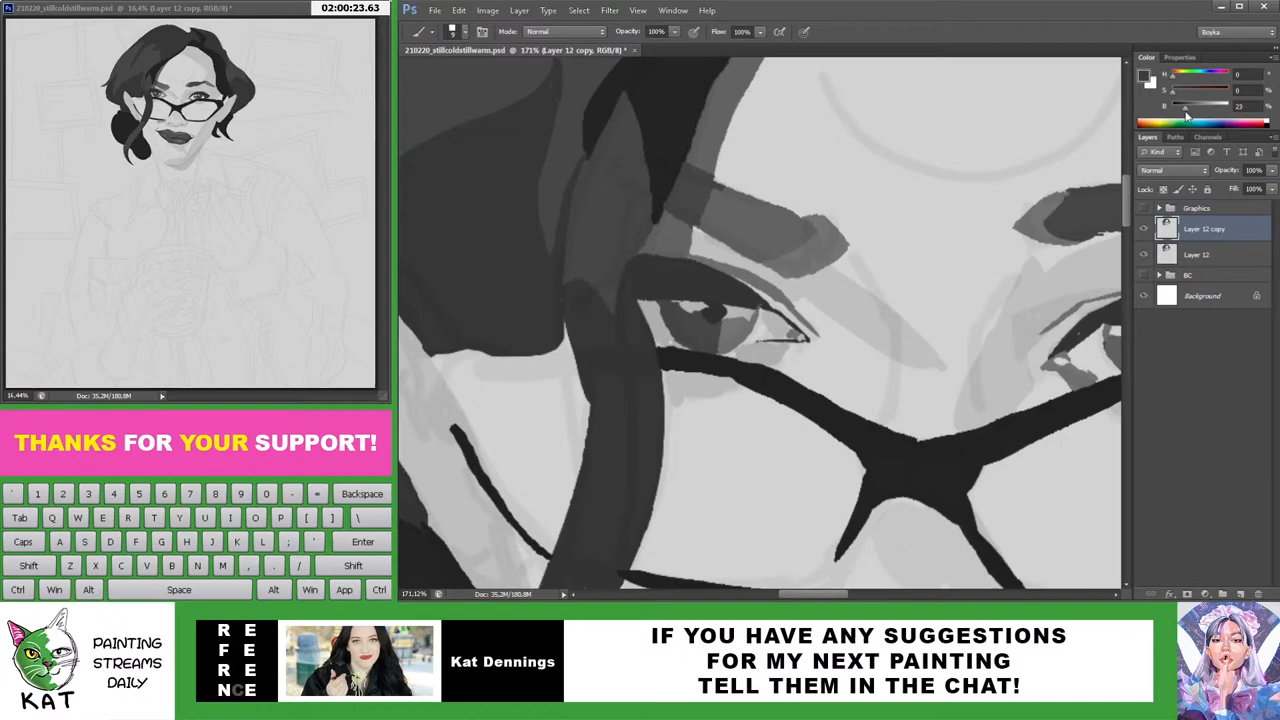 210220_stillcoldstillwarm.psd @ 16,4% (Layer 12 copy, RGB/8) *
02:00:23.63
16,44%
Doc: 35,2M/180,8M
THANKS FOR YOUR SUPPORT!
` 1 2 3 4 5 6 7 8 9 0 - = Backspace
Tab Q W E R T Y U I O P [ ] \
Caps A S D F G H J K L ; ' Enter
Shift Z X C V B N M , . / Shift
Ctrl Win Alt Space Alt Win App Ctrl
Ps File Edit Image Layer Type Select Filter View Window Help
9 Mode: Normal Opacity: 100% Flow: 100% Boyka
210220_stillcoldstillwarm.psd @ 171% (Layer 12 copy, RGB/8) *
Color Properties
H 0 °
S 0 %
B 23 %
Layers Paths Channels
Kind
Normal Opacity: 100%
Lock: Fill: 100%
Graphics
Layer 12 copy
Layer 12
BC
Background
fx
171,12% Doc: 35,2M/180,8M
KAT
PAINTING
STREAMS
DAILY
REFERENCE
Kat Dennings
IF YOU HAVE ANY SUGGESTIONS
FOR MY NEXT PAINTING
TELL THEM IN THE CHAT!